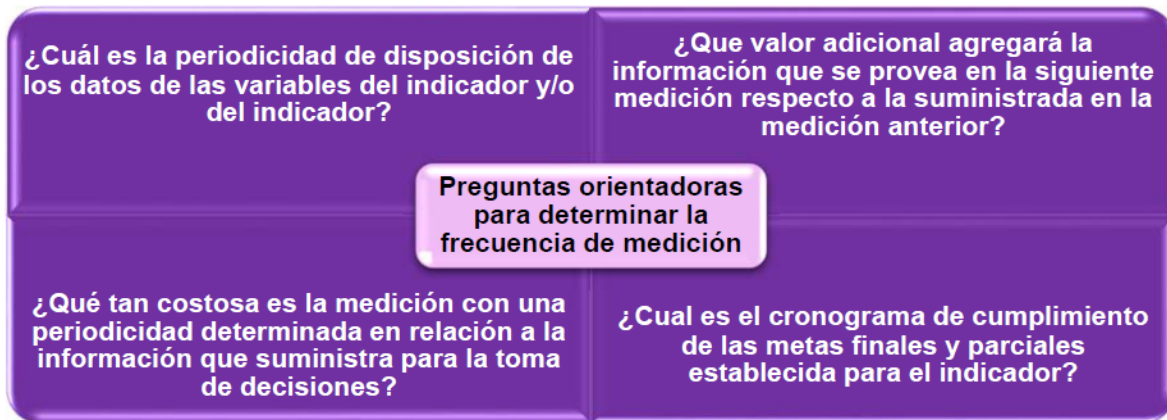 ¿Cuál es la periodicidad de disposición de
los datos de las variables del indicador y/o
del indicador?
¿Que valor adicional agregará la
información que se provea en la siguiente
medición respecto a la suministrada en la
medición anterior?
Preguntas orientadoras
para determinar la
frecuencia de medición
¿Qué tan costosa es la medición con una
periodicidad determinada en relación a la
información que suministra para la toma
de decisiones?
¿Cual es el cronograma de cumplimiento
de las metas finales y parciales
establecida para el indicador?